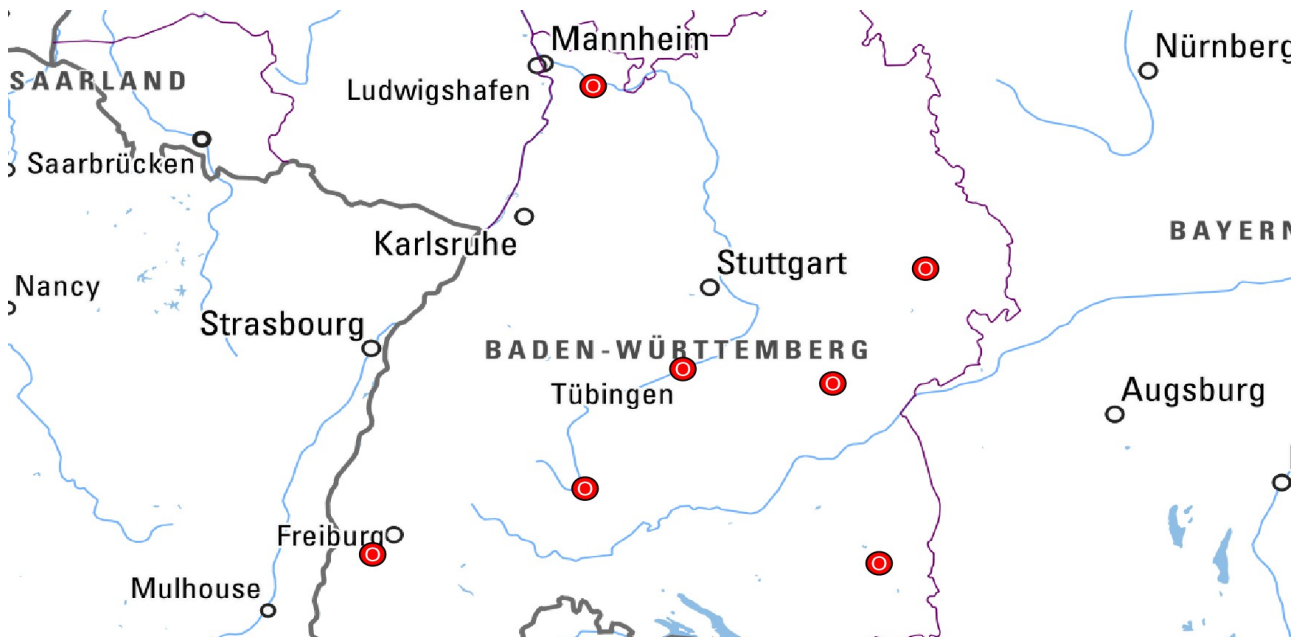 Mannheim
Nürnberg
SAARLAND
Ludwigshafen
O
Saarbrücken
Karlsruhe
BAYERN
Stuttgart
O
Nancy
Strasbourg
BADEN-WÜRTTEMBERG
O
O
Tübingen
Augsburg
O
Freiburg
O
O
Mulhouse